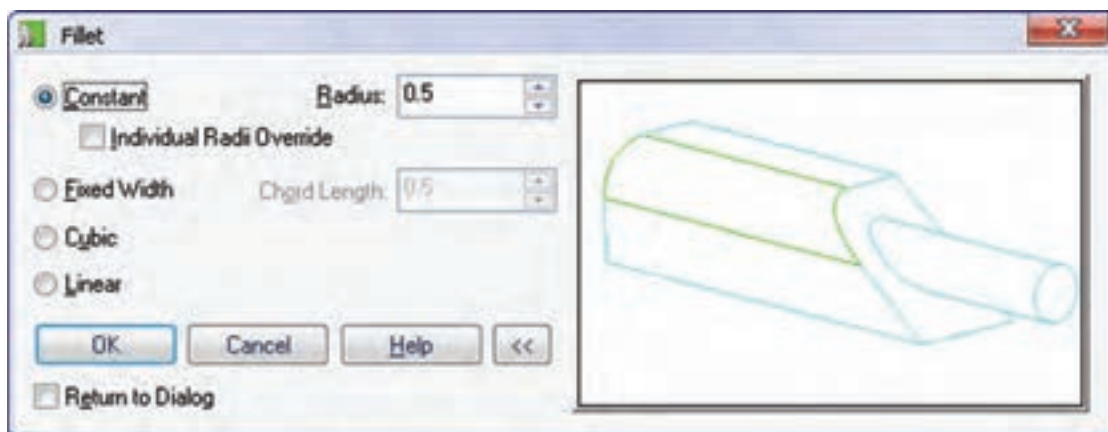 Fillet
Constant Radius: 0.5
Individual Radii Override
Fixed Width Chord Length: 0.5
Cubic
Linear
OK Cancel Help <<
Return to Dialog